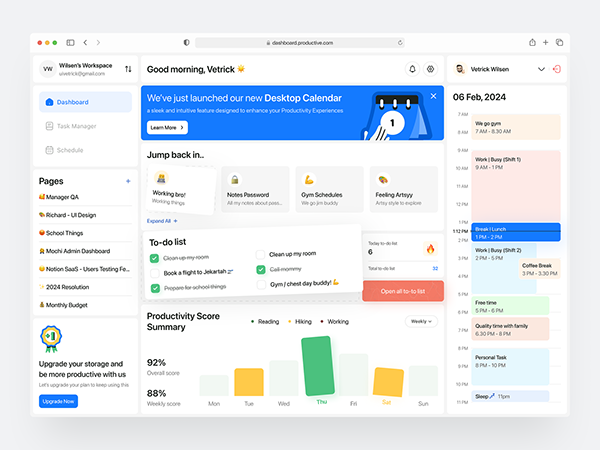 dashboard.productive.com
VW
Wilsen's Workspace
uivetrick@gmail.com
Dashboard
Task Manager
Schedule
Pages
+
Manager QA
Richard - UI Design
School Things
Mochi Admin Dashboard
Notion SaaS - Users Testing Fe...
2024 Resolution
Monthly Budget
Upgrade your storage and
be more productive with us
Let's upgrade your plan to keep using this
Upgrade Now
Good morning, Vetrick
We've just launched our new Desktop Calendar
a sleek and intuitive feature designed to enhance your Productivity Experiences
Learn More
1
Jump back in..
Working bro!
Working things
Notes Password
All my notes about pass...
Gym Schedules
We go jim buddy
Feeling Artsyy
Artsy style to explore
Expand All +
To-do list
Clean up my room
Book a flight to Jekartah
Prepare for school things
Clean up my room
Call mommy
Gym / chest day buddy!
Today to-do list
6
Total to-do list 32
Open all to-to list
Productivity Score
Summary
Reading
Hiking
Working
Weekly
92%
Overall score
88%
Weekly score
Mon
Tue
Wed
Thu
Fri
Sat
Sun
Vetrick Wilsen
06 Feb, 2024
7 AM
8 AM
9 AM
10 AM
11 AM
12 PM
1:12 PM
2 PM
3 PM
4 PM
5 PM
6 PM
7 PM
8 PM
9 PM
10 PM
11 PM
We go gym
7 AM - 8.30 AM
Work | Busy (Shift 1)
9 AM - 1 PM
Break | Lunch
1 PM - 2 PM
Work | Busy (Shift 2)
2 PM - 5 PM
Coffee Break
3 PM - 3.30 PM
Free time
5 PM - 6 PM
Quality time with family
6.30 PM - 8 PM
Personal Task
8 PM - 10 PM
Sleep 11pm